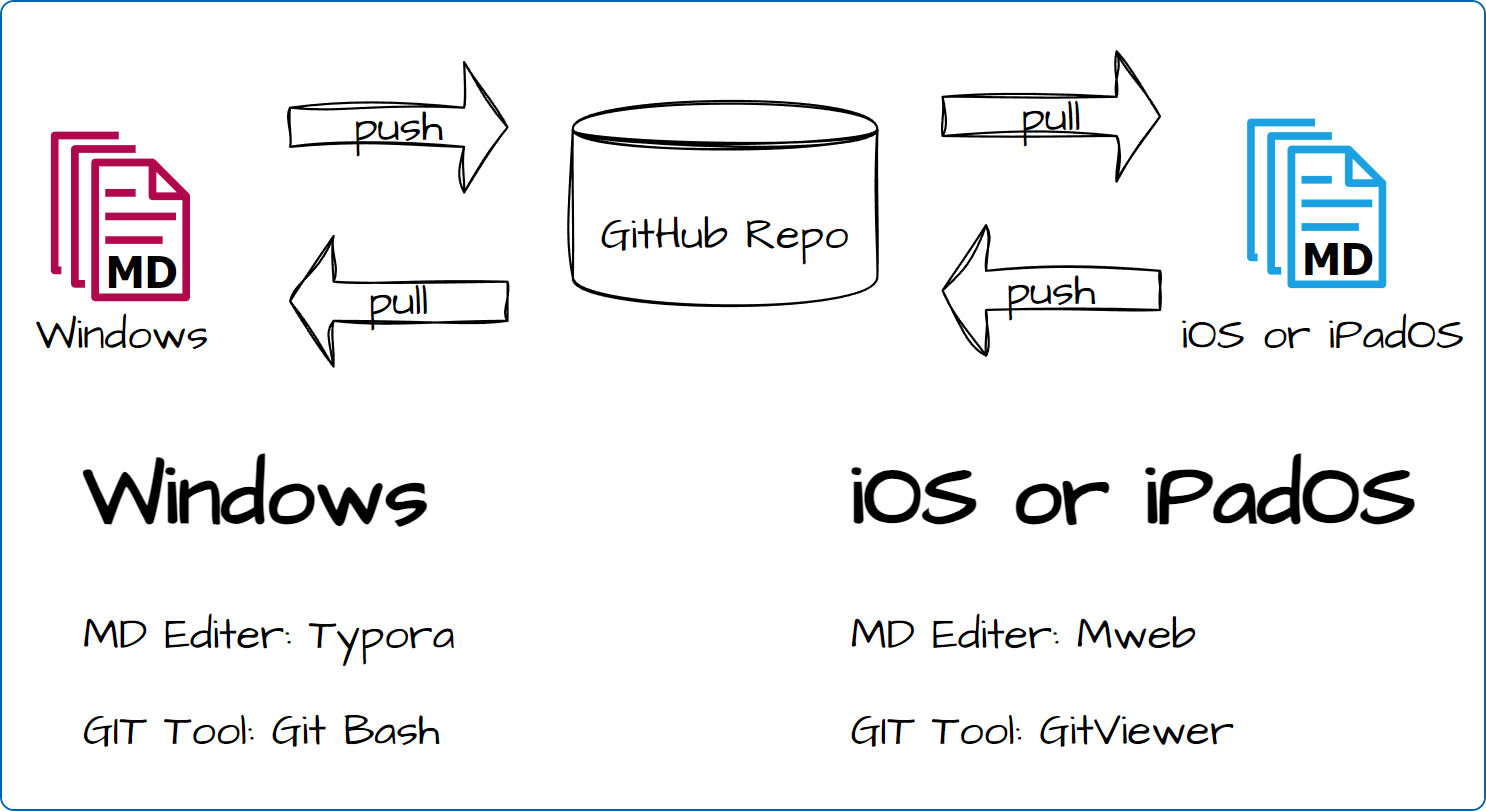 push
pull
GitHub Repo
MD
MD
pull
push
Windows
iOS or iPadOS
Windows
iOS or iPadOS
MD Editer: Typora
MD Editer: Mweb
GIT Tool: Git Bash
GIT Tool: GitViewer